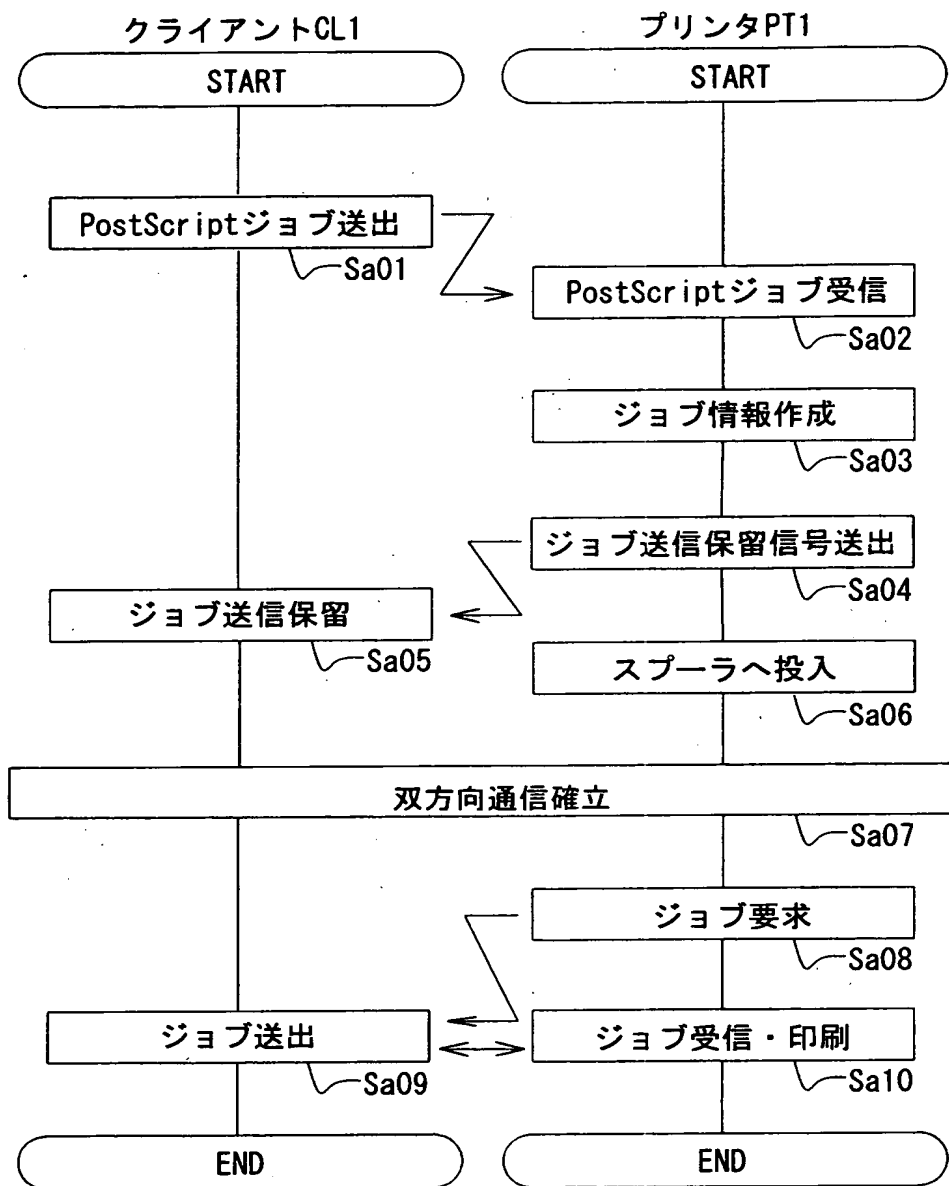 クライアントCL1
プリンタPT1
START
START
PostScriptジョブ送出
Sa01
PostScriptジョブ受信
Sa02
ジョブ情報作成
Sa03
ジョブ送信保留信号送出
Sa04
ジョブ送信保留
Sa05
スプーラへ投入
Sa06
双方向通信確立
Sa07
ジョブ要求
Sa08
ジョブ送出
Sa09
ジョブ受信・印刷
Sa10
END
END